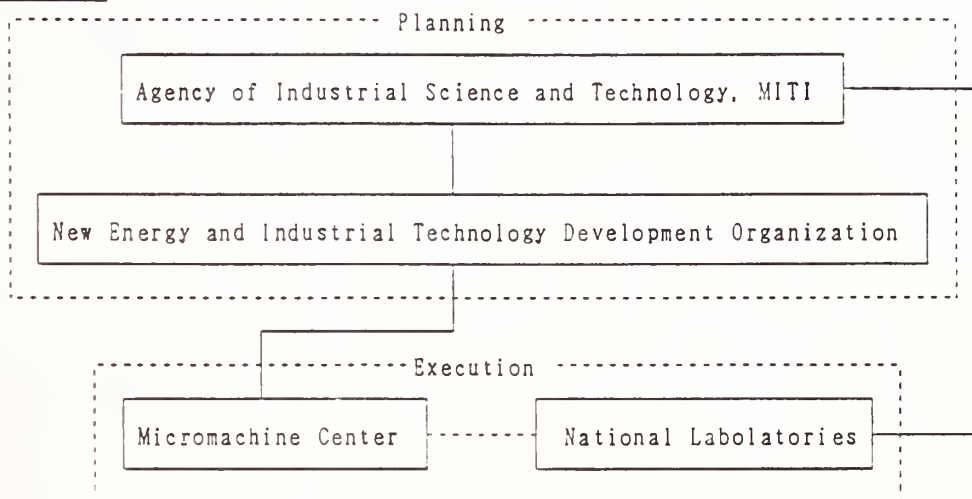 Planning
Agency of Industrial Science and Technology, MITI
New Energy and Industrial Technology Development Organization
Execution
Micromachine Center
National Labolatories